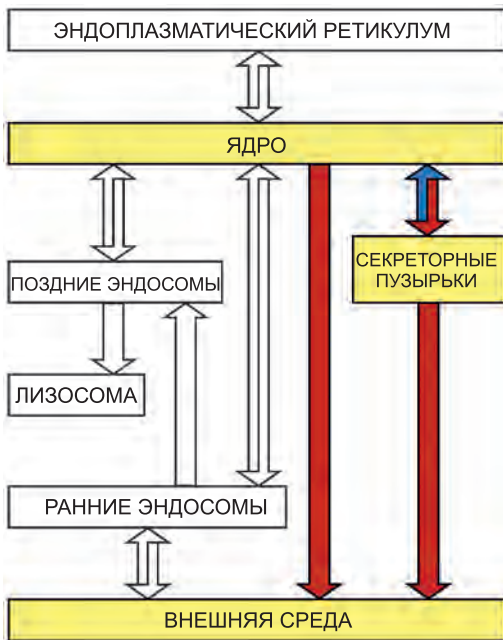 ЭНДОПЛАЗМАТИЧЕСКИЙ РЕТИКУЛУМ
ЯДРО
СЕКРЕТОРНЫЕ
ПУЗЫРЬКИ
ПОЗДНИЕ ЭНДОСОМЫ
ЛИЗОСОМА
РАННИЕ ЭНДОСОМЫ
ВНЕШНЯЯ СРЕДА